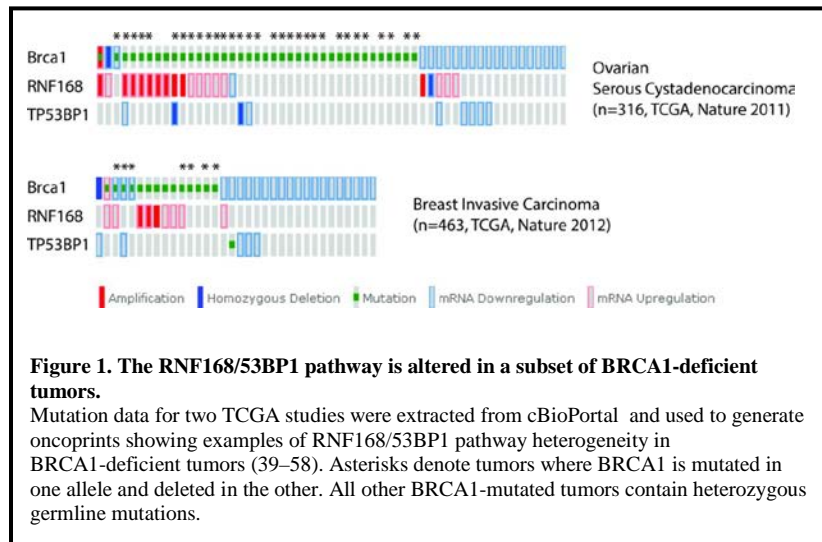 ** ***** *********** ******* **** ** **
Brca1
RNF168
TP53BP1
Ovarian
Serous Cystadenocarcinoma
(n=316, TCGA, Nature 2011)
*** ** * *
Brca1
RNF168
TP53BP1
Breast Invasive Carcinoma
(n=463, TCGA, Nature 2012)
Amplification Homozygous Deletion Mutation mRNA Downregulation mRNA Upregulation
Figure 1. The RNF168/53BP1 pathway is altered in a subset of BRCA1-deficient
tumors.
Mutation data for two TCGA studies were extracted from cBioPortal and used to generate
oncoprints showing examples of RNF168/53BP1 pathway heterogeneity in
BRCA1-deficient tumors (39–58). Asterisks denote tumors where BRCA1 is mutated in
one allele and deleted in the other. All other BRCA1-mutated tumors contain heterozygous
germline mutations.